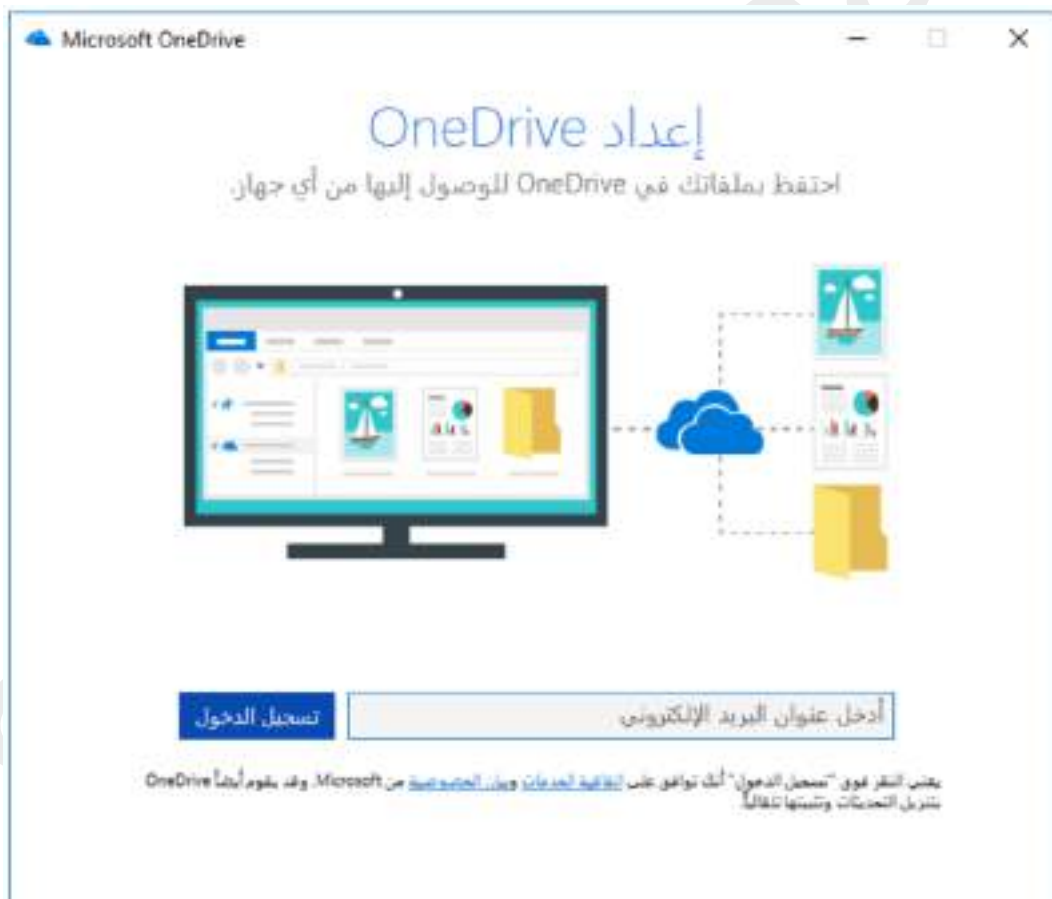 Microsoft OneDrive
إعداد OneDrive
احتفظ بملفاتك في OneDrive للوصول إليها من أي جهاز.
أدخل عنوان البريد الإلكتروني
تسجيل الدخول
يعني النقر فوق "تسجيل الدخول" أنك توافق على اتفاقية الخدمات وبيان الخصوصية من Microsoft. وقد يقوم أيضاً OneDrive
بتنزيل التحديثات وتثبيتها تلقائياً.